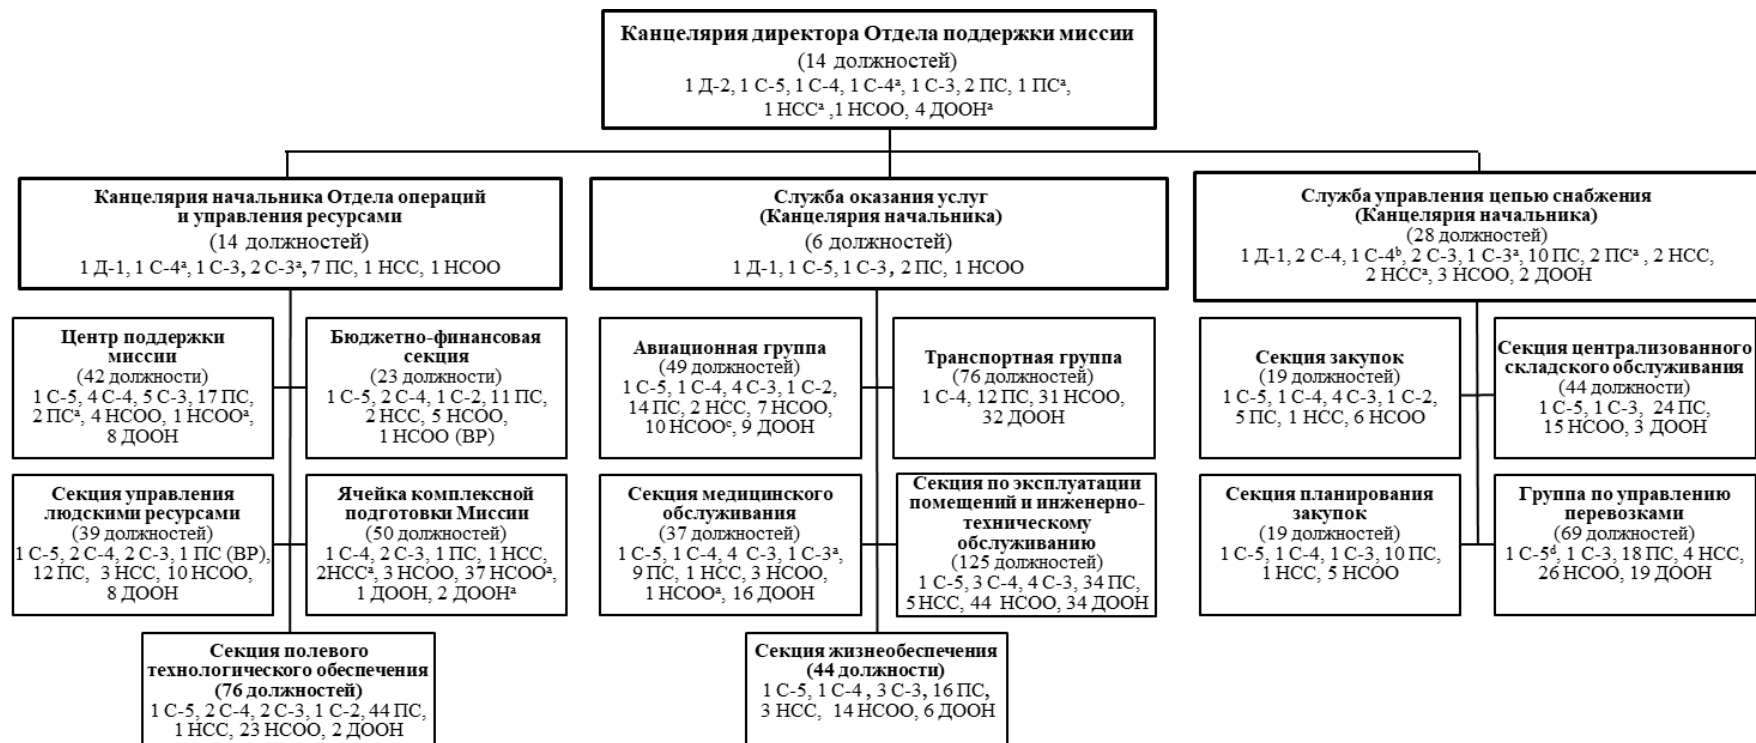 Канцелярия директора Отдела поддержки миссии
(14 должностей)
1 Д-2, 1 С-5, 1 С-4, 1 С-4ᵃ, 1 С-3, 2 ПС, 1 ПСᵃ,
1 НССᵃ ,1 НСОО, 4 ДООНᵃ
Канцелярия начальника Отдела операций
и управления ресурсами
(14 должностей)
1 Д-1, 1 С-4ᵃ, 1 С-3, 2 С-3ᵃ, 7 ПС, 1 НСС, 1 НСОО
Служба оказания услуг
(Канцелярия начальника)
(6 должностей)
1 Д-1, 1 С-5, 1 С-3, 2 ПС, 1 НСОО
Служба управления цепью снабжения
(Канцелярия начальника)
(28 должностей)
1 Д-1, 2 С-4, 1 С-4ᵇ, 2 С-3, 1 С-3ᵃ, 10 ПС, 2 ПСᵃ , 2 НСС,
2 НССᵃ, 3 НСОО, 2 ДООН
Центр поддержки
миссии
(42 должности)
1 С-5, 4 С-4, 5 С-3, 17 ПС,
2 ПСᵃ, 4 НСОО, 1 НСООᵃ,
8 ДООН
Бюджетно-финансовая
секция
(23 должности)
1 С-5, 2 С-4, 1 С-2, 11 ПС,
2 НСС, 5 НСОО,
1 НСОО (ВР)
Авиационная группа
(49 должностей)
1 С-5, 1 С-4, 4 С-3, 1 С-2,
14 ПС, 2 НСС, 7 НСОО,
10 НСООᶜ, 9 ДООН
Транспортная группа
(76 должностей)
1 С-4, 12 ПС, 31 НСОО,
32 ДООН
Секция закупок
(19 должностей)
1 С-5, 1 С-4, 4 С-3, 1 С-2,
5 ПС, 1 НСС, 6 НСОО
Секция централизованного
складского обслуживания
(44 должности)
1 С-5, 1 С-3, 24 ПС,
15 НСОО, 3 ДООН
Секция управления
людскими ресурсами
(39 должностей)
1 С-5, 2 С-4, 2 С-3, 1 ПС (ВР),
12 ПС, 3 НСС, 10 НСОО,
8 ДООН
Ячейка комплексной
подготовки Миссии
(50 должностей)
1 С-4, 2 С-3, 1 ПС, 1 НСС,
2НССᵃ, 3 НСОО, 37 НСООᵃ,
1 ДООН, 2 ДООНᵃ
Секция медицинского
обслуживания
(37 должностей)
1 С-5, 1 С-4, 4 С-3, 1 С-3ᵃ,
9 ПС, 1 НСС, 3 НСОО,
1 НСООᵃ, 16 ДООН
Секция по эксплуатации
помещений и инженерно-
техническому
обслуживанию
(125 должностей)
1 С-5, 3 С-4, 4 С-3, 34 ПС,
5 НСС, 44 НСОО, 34 ДООН
Секция планирования
закупок
(19 должностей)
1 С-5, 1 С-4, 1 С-3, 10 ПС,
1 НСС, 5 НСОО
Группа по управлению
перевозками
(69 должностей)
1 С-5ᵈ, 1 С-3, 18 ПС, 4 НСС,
26 НСОО, 19 ДООН
Секция полевого
технологического обеспечения
(76 должностей)
1 С-5, 2 С-4, 2 С-3, 1 С-2, 44 ПС,
1 НСС, 23 НСОО, 2 ДООН
Секция жизнеобеспечения
(44 должности)
1 С-5, 1 С-4 , 3 С-3, 16 ПС,
3 НСС, 14 НСОО, 6 ДООН